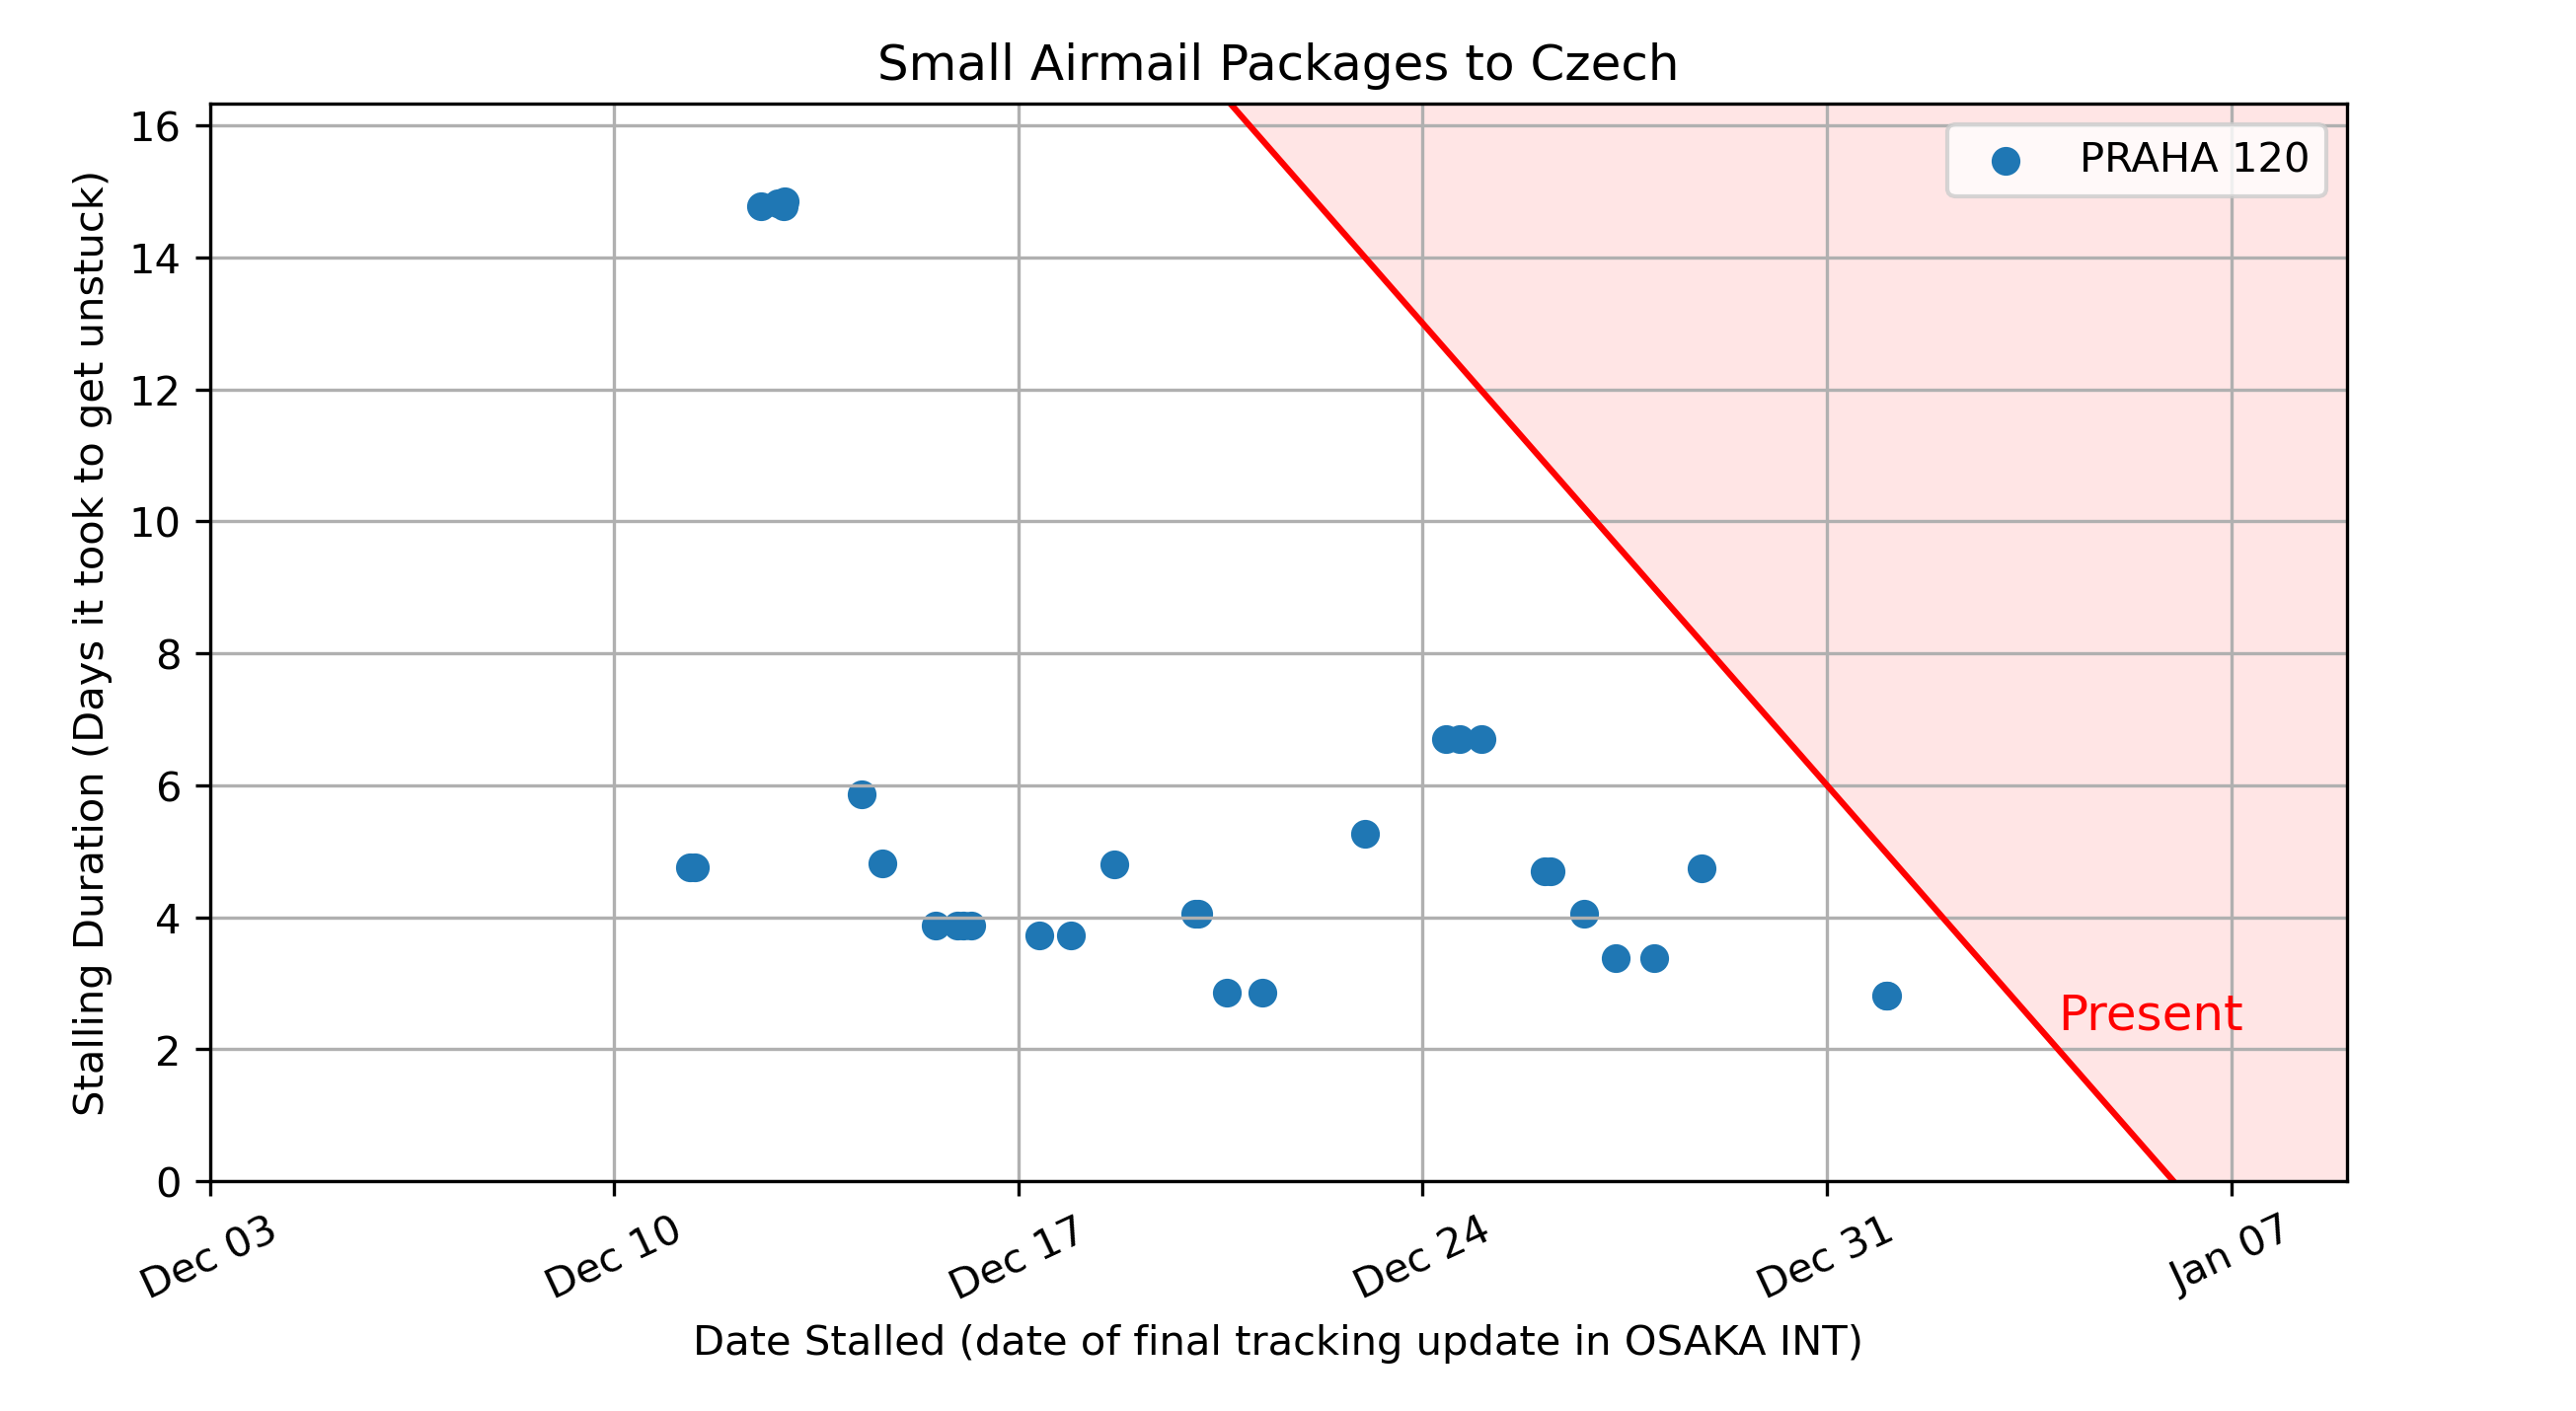 Small Airmail Packages to Czech
16
14
12
10
8
6
4
2
0
Stalling Duration (Days it took to get unstuck)
PRAHA 120
Present
Dec 03
Dec 10
Dec 17
Dec 24
Dec 31
Jan 07
Date Stalled (date of final tracking update in OSAKA INT)